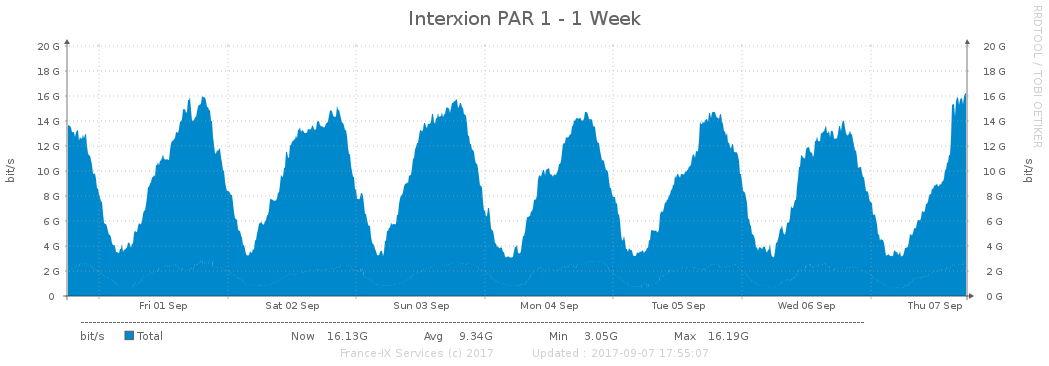 Interxion PAR 1 - 1 Week
RRDTOOL / TOBI OETIKER
20 G 20 G
18 G 18 G
16 G 16 G
14 G 14 G
12 G 12 G
10 G 10 G
8 G 8 G
6 G 6 G
4 G 4 G
2 G 2 G
0 0 G
bit/s bit/s
Fri 01 Sep Sat 02 Sep Sun 03 Sep Mon 04 Sep Tue 05 Sep Wed 06 Sep Thu 07 Sep
bit/s Total Now 16.13G Avg 9.34G Min 3.05G Max 16.19G
France-IX Services (c) 2017 Updated : 2017-09-07 17:55:07